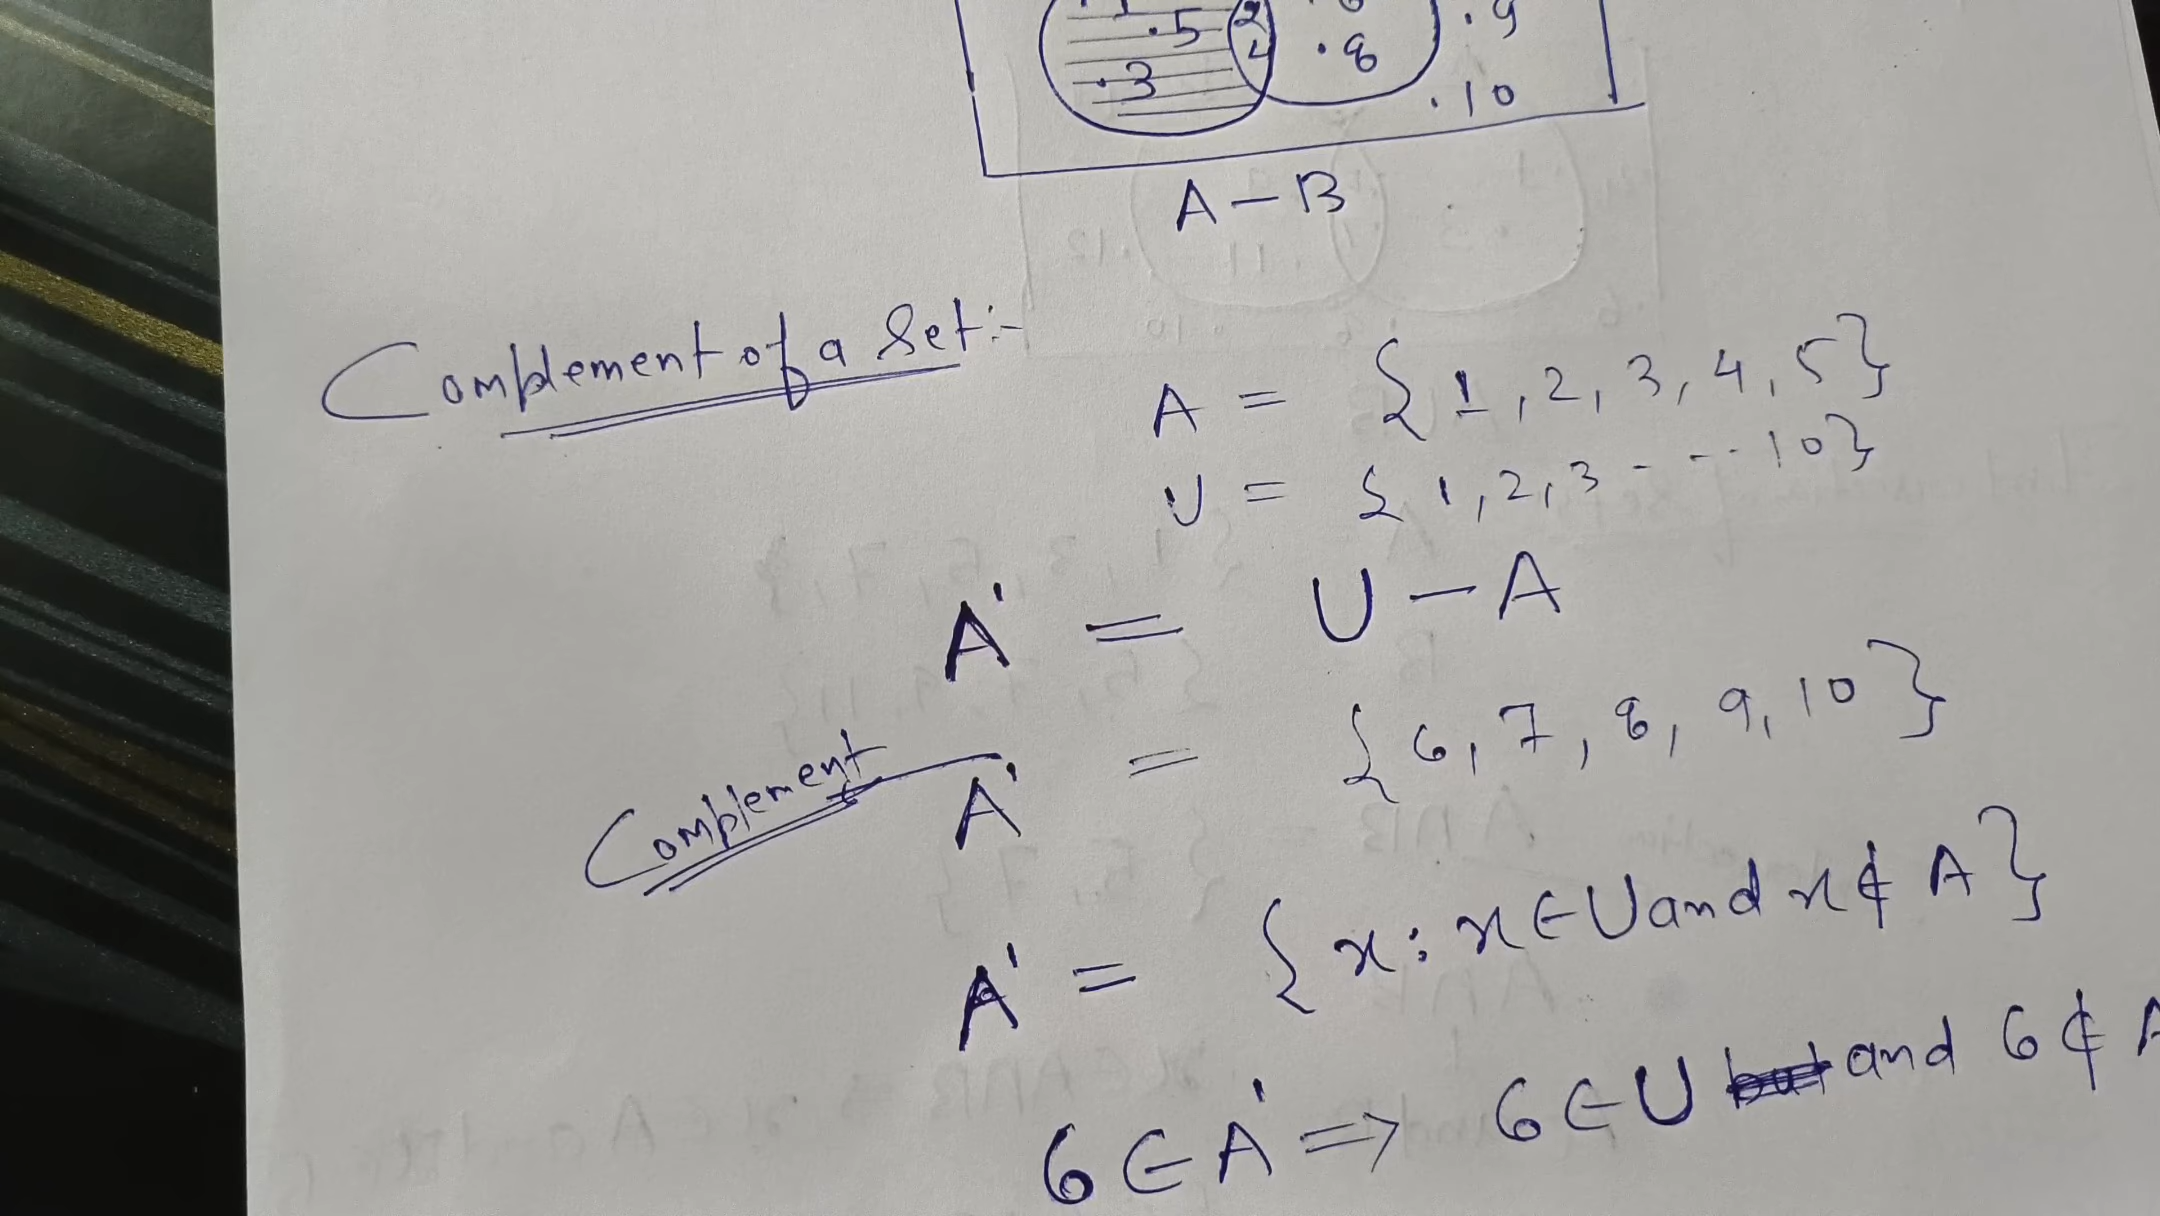 .5 2 .9
.3 4 .8
.10
A - B
Complement of a Set :-
A = { 1, 2, 3, 4, 5}
U = { 1, 2, 3 - - - - 10}
A' = U - A
Complement A' = { 6, 7, 8, 9, 10 }
A' = { x : x ∈ U and x ∉ A }
6 ∈ A' ⇒ 6 ∈ U and 6 ∉ A